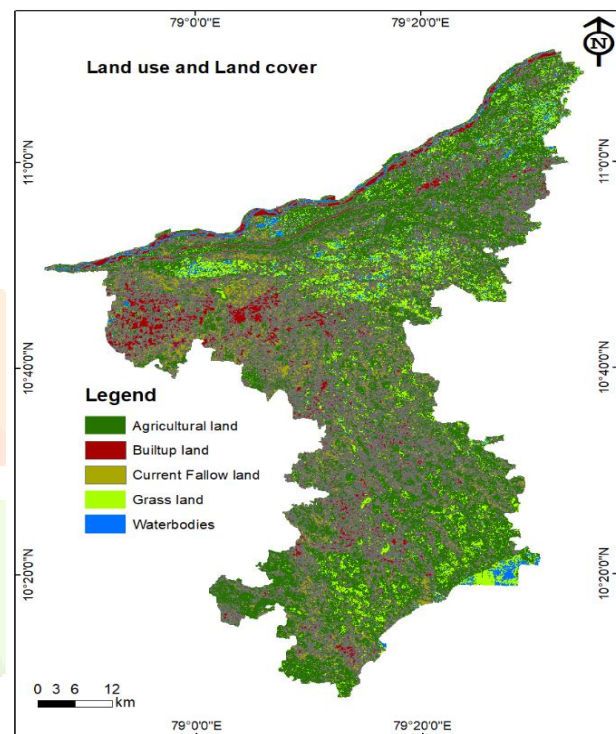 79°0'0"E 79°20'0"E
N
Land use and Land cover
11°0'0"N 11°0'0"N
10°40'0"N 10°40'0"N
Legend
Agricultural land
Builtup land
Current Fallow land
Grass land
Waterbodies
10°20'0"N 10°20'0"N
0 3 6 12
km
79°0'0"E 79°20'0"E